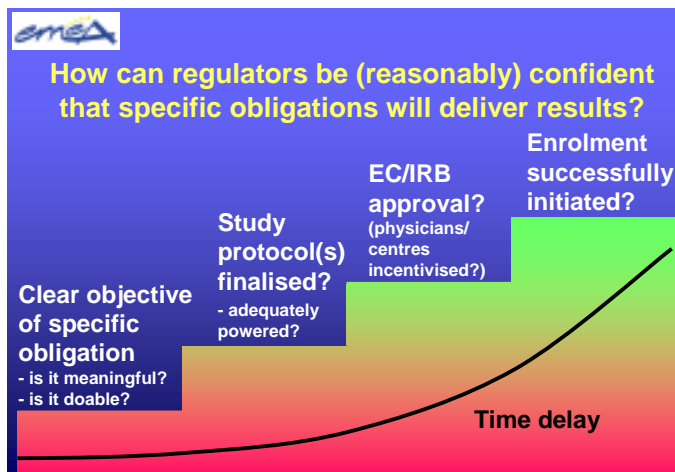 emea
How can regulators be (reasonably) confident
that specific obligations will deliver results?
Enrolment
successfully
initiated?
EC/IRB
approval?
(physicians/
centres
incentivised?)
Study
protocol(s)
finalised?
- adequately
powered?
Clear objective
of specific
obligation
- is it meaningful?
- is it doable?
Time delay